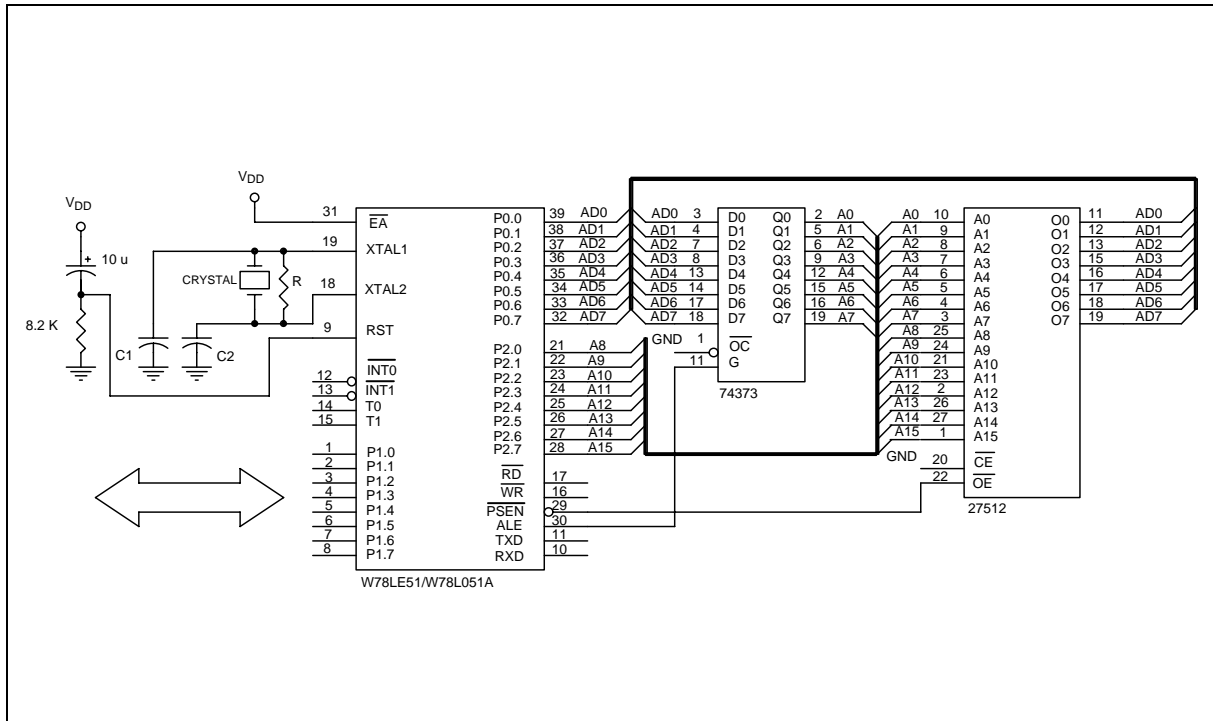 VDD
10 u
8.2 K
VDD
CRYSTAL
R
C1
C2
31 EA
19 XTAL1
18 XTAL2
9 RST
12 INT0
13 INT1
14 T0
15 T1
1 P1.0
2 P1.1
3 P1.2
4 P1.3
5 P1.4
6 P1.5
7 P1.6
8 P1.7
P0.0 39 AD0
P0.1 38 AD1
P0.2 37 AD2
P0.3 36 AD3
P0.4 35 AD4
P0.5 34 AD5
P0.6 33 AD6
P0.7 32 AD7
P2.0 21 A8
P2.1 22 A9
P2.2 23 A10
P2.3 24 A11
P2.4 25 A12
P2.5 26 A13
P2.6 27 A14
P2.7 28 A15
RD 17
WR 16
PSEN 29
ALE 30
TXD 11
RXD 10
W78LE51/W78L051A
AD0 3 D0 Q0 2 A0
AD1 4 D1 Q1 5 A1
AD2 7 D2 Q2 6 A2
AD3 8 D3 Q3 9 A3
AD4 13 D4 Q4 12 A4
AD5 14 D5 Q5 15 A5
AD6 17 D6 Q6 16 A6
AD7 18 D7 Q7 19 A7
GND 1 OC
11 G
74373
A0 10 A0 O0 11 AD0
A1 9 A1 O1 12 AD1
A2 8 A2 O2 13 AD2
A3 7 A3 O3 15 AD3
A4 6 A4 O4 16 AD4
A5 5 A5 O5 17 AD5
A6 4 A6 O6 18 AD6
A7 3 A7 O7 19 AD7
A8 25 A8
A9 24 A9
A10 21 A10
A11 23 A11
A12 2 A12
A13 26 A13
A14 27 A14
A15 1 A15
GND 20 CE
22 OE
27512